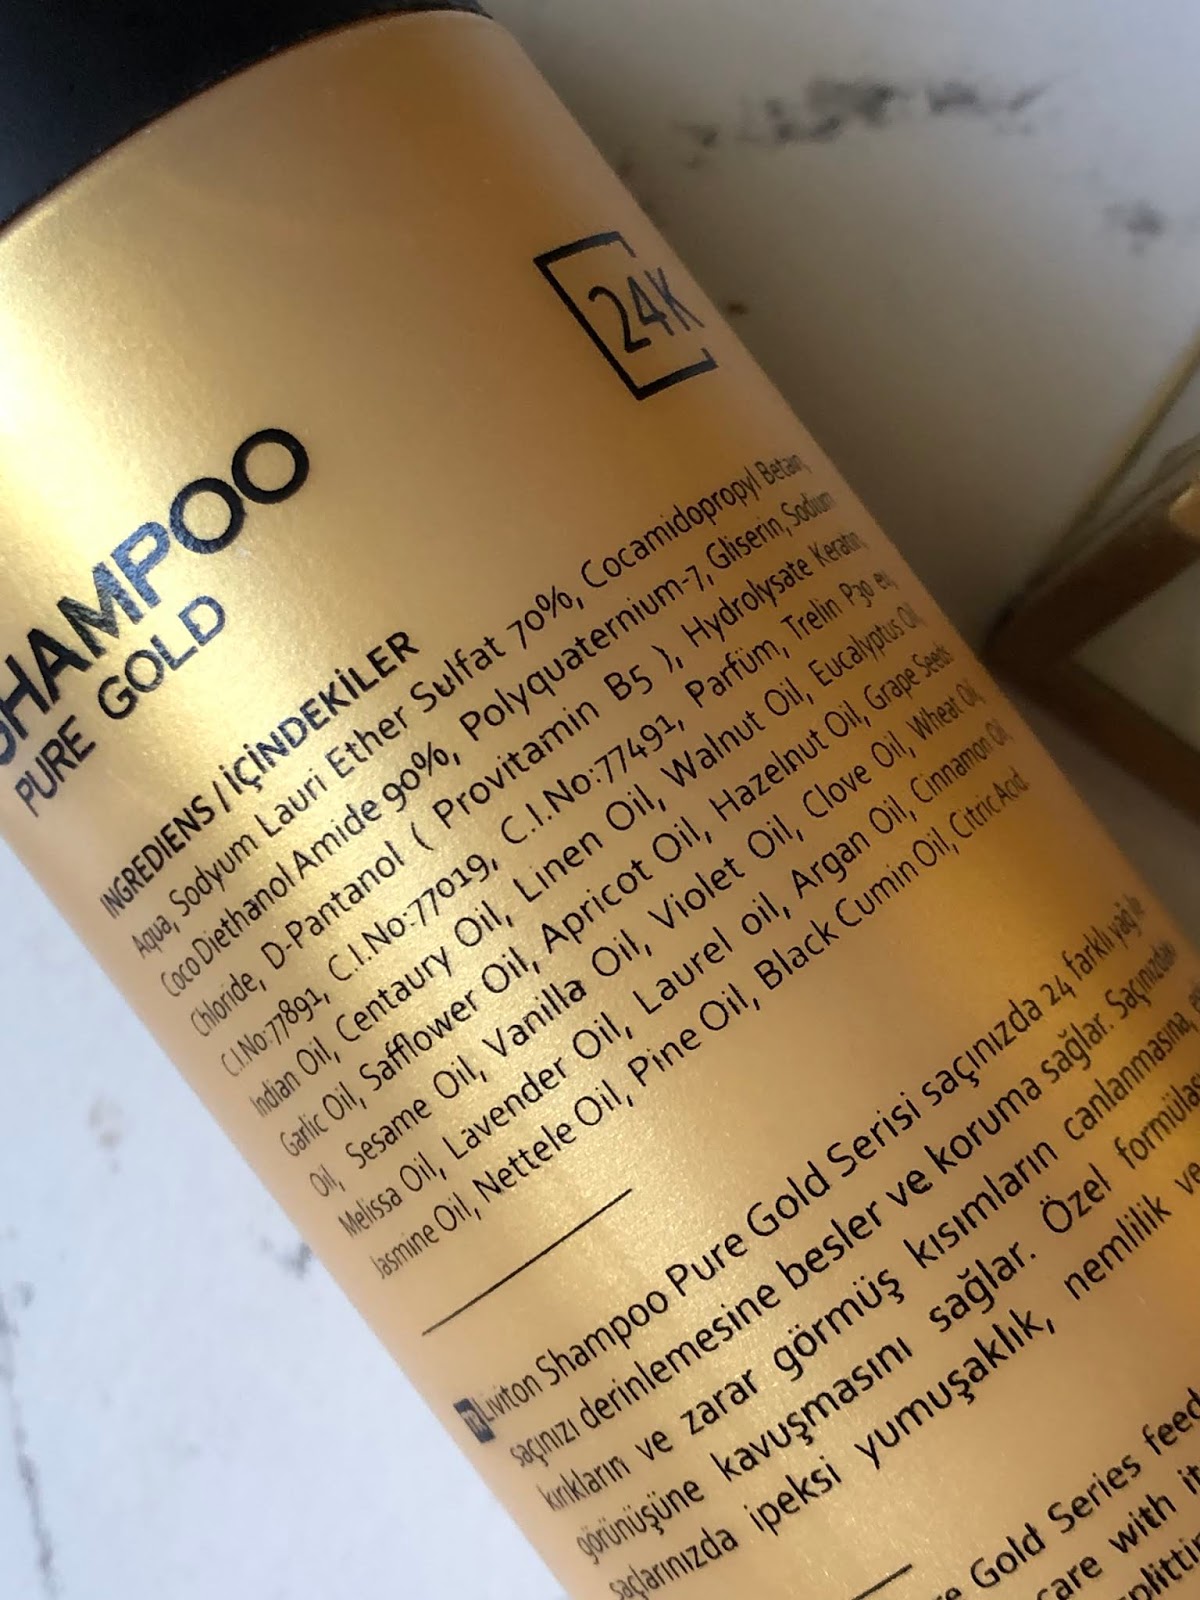 24K
SHAMPOO
PURE GOLD
INGREDIENS / İÇİNDEKİLER
Aqua, Sodyum Lauri Ether Sulfat 70%, Cocamidopropyl Betain,
Coco Diethanol Amide 90%, Polyquaternium-7, Gliserin, Sodium
Chloride, D-Pantanol ( Provitamin B5 ), Hydrolysate Keratin,
C.I.No:77891, C.I.No:77019, C.I.No:77491, Parfüm, Trelin P30 ev,
Indian Oil, Centaury Oil, Linen Oil, Walnut Oil, Eucalyptus Oil,
Garlic Oil, Safflower Oil, Apricot Oil, Hazelnut Oil, Grape Seeds
Oil, Sesame Oil, Vanilla Oil, Violet Oil, Clove Oil, Wheat Oil,
Melissa Oil, Lavender Oil, Laurel oil, Argan Oil, Cinnamon Oil,
Jasmine Oil, Nettele Oil, Pine Oil, Black Cumin Oil, Citric Acid.
TR Liviton Shampoo Pure Gold Serisi saçınızda 24 farklı yağ ile
saçınızı derinlemesine besler ve koruma sağlar. Saçınızdaki
kırıkların ve zarar görmüş kısımların canlanmasına,
görünüşüne kavuşmasını sağlar. Özel formülas
saçlarınızda ipeksi yumuşaklık, nemlilik ve
Gold Series feed
care with